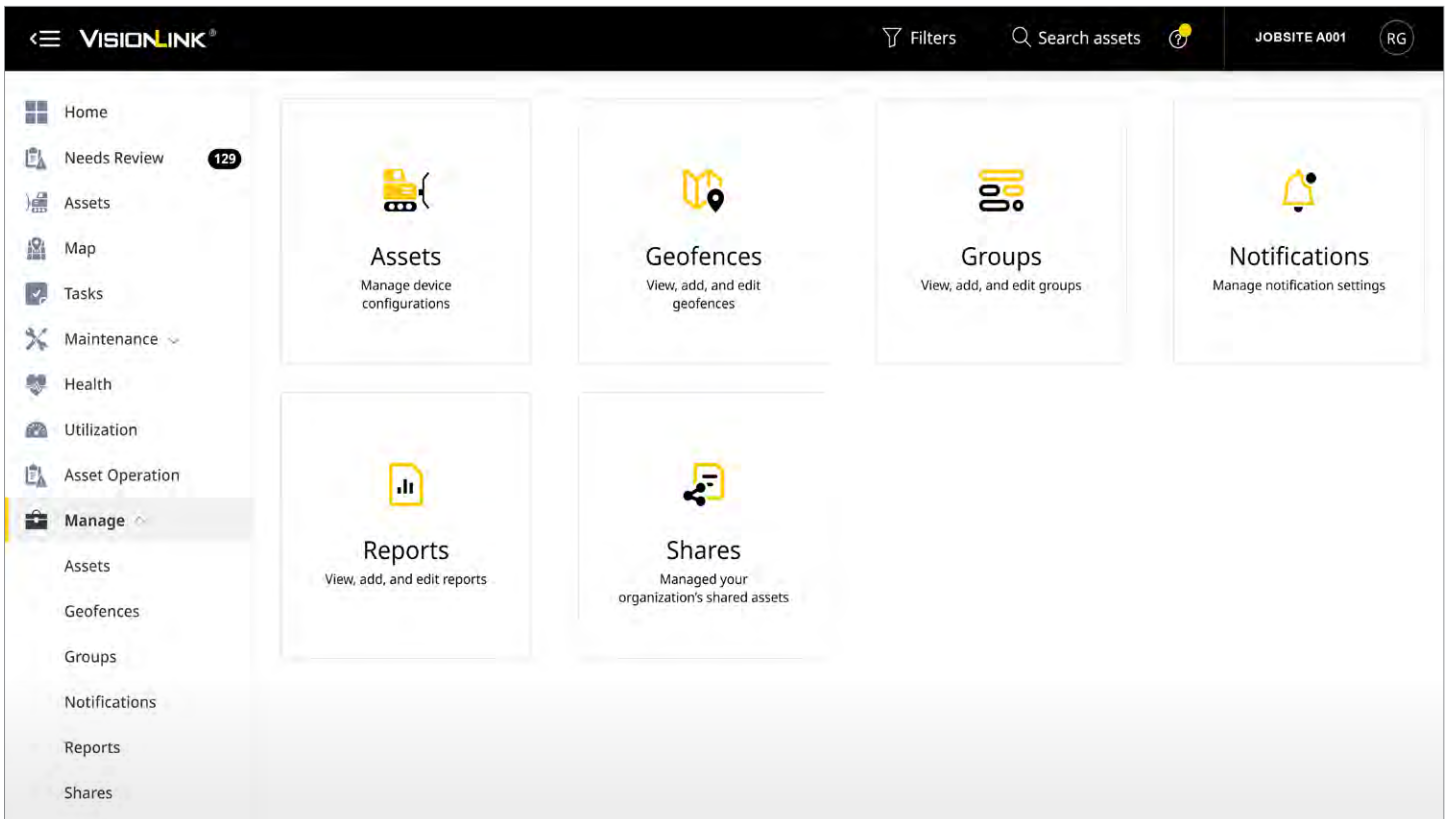 VISIONLINK®
Filters
Search assets
?
JOBSITE A001
RG
Home
Needs Review 129
Assets
Map
Tasks
Maintenance
Health
Utilization
Asset Operation
Manage
Assets
Geofences
Groups
Notifications
Reports
Shares
Assets
Manage device
configurations
Geofences
View, add, and edit
geofences
Groups
View, add, and edit groups
Notifications
Manage notification settings
Reports
View, add, and edit reports
Shares
Managed your
organization's shared assets